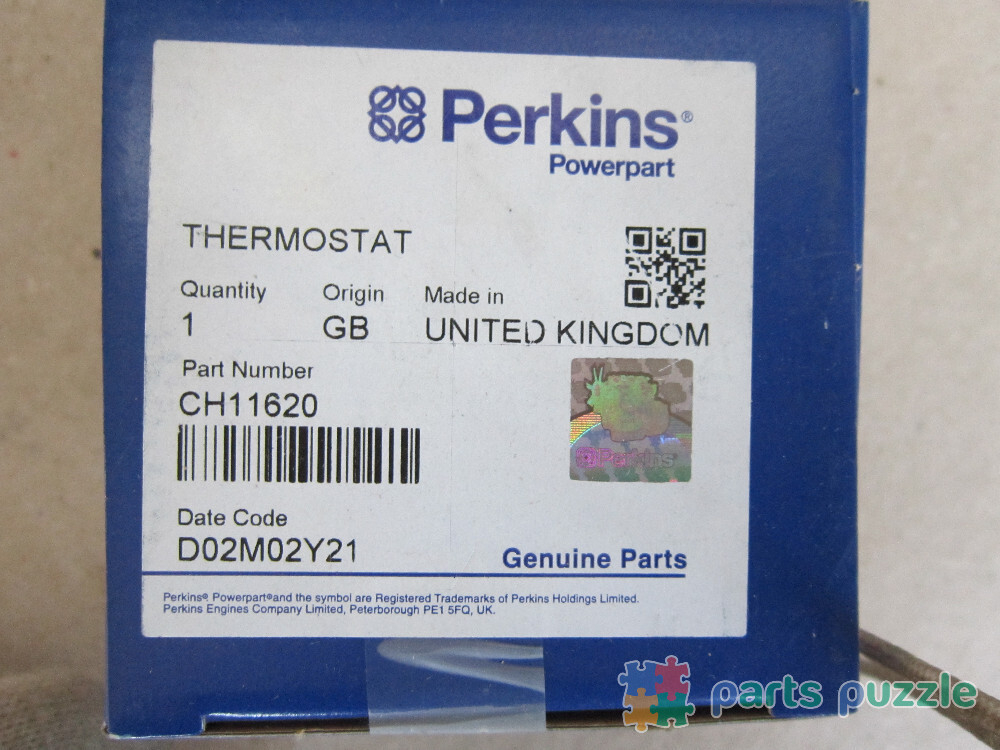 Perkins®
Powerpart
THERMOSTAT
Quantity Origin Made in
1 GB UNITED KINGDOM
Part Number
CH11620
Perkins
Date Code
D02M02Y21
Genuine Parts
Perkins® Powerpart®and the symbol are Registered Trademarks of Perkins Holdings Limited.
Perkins Engines Company Limited, Peterborough PE1 5FQ, UK.
parts puzzle